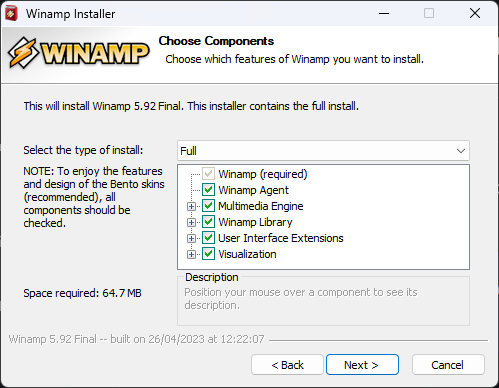 Winamp Installer
WINAMP
Choose Components
Choose which features of Winamp you want to install.
This will install Winamp 5.92 Final. This installer contains the full install.
Select the type of install:
Full
NOTE: To enjoy the features
and design of the Bento skins
(recommended), all
components should be
checked.
Winamp (required)
Winamp Agent
Multimedia Engine
Winamp Library
User Interface Extensions
Visualization
Space required: 64.7 MB
Description
Position your mouse over a component to see its
description.
Winamp 5.92 Final -- built on 26/04/2023 at 12:22:07
< Back
Next >
Cancel